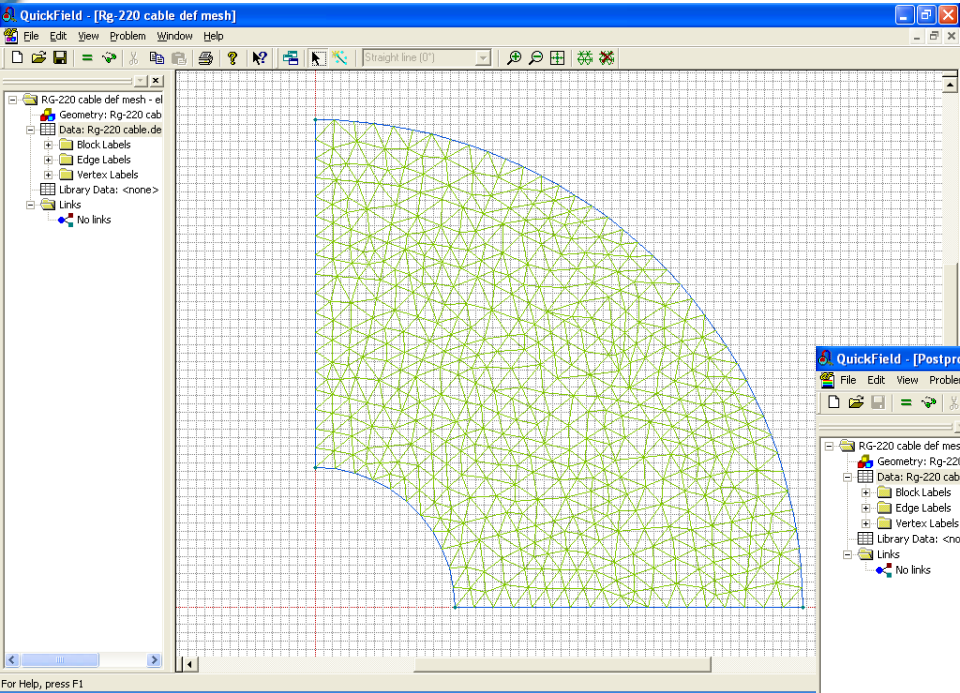 QuickField - [Rg-220 cable def mesh]
File Edit View Problem Window Help
Straight line (0°)
RG-220 cable def mesh - el
Geometry: Rg-220 cab
Data: Rg-220 cable.de
Block Labels
Edge Labels
Vertex Labels
Library Data: <none>
Links
No links
For Help, press F1
QuickField - [Postpro
File Edit View Problem
RG-220 cable def mes
Geometry: Rg-220
Data: Rg-220 cab
Block Labels
Edge Labels
Vertex Labels
Library Data: <no
Links
No links